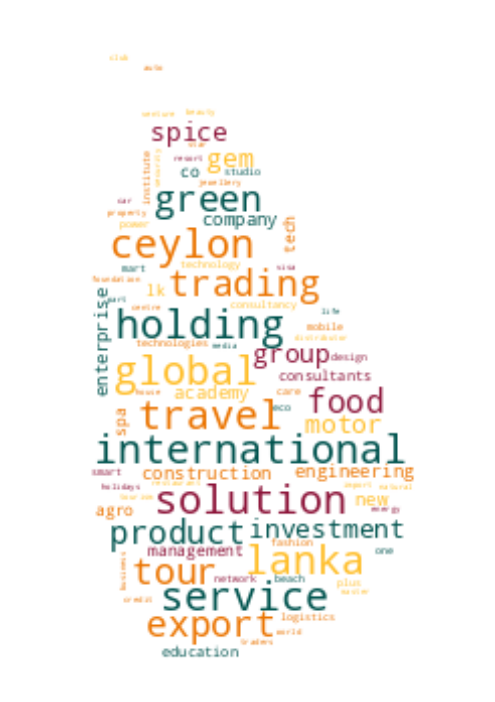 club
auto
venture beauty
spice
star
institute
security
resort
gem
co
studio
jewellery
green
car
property
company
power
tech
ceylon
mart
technology
visa
foundation
trading
lk
enterprise
part
centre
consultancy
life
holding
mobile
distributor
technologies
media
group
design
global
consultants
house
academy
care
food
spa
travel
eco
motor
international
smart
construction
engineering
holidays
restaurant
import
natural
tourism
solution
new
agro
energy
product
investment
management
fashion
one
business
tour
lanka
network
beach
plus
credit
service
master
export
logistics
world
traders
education